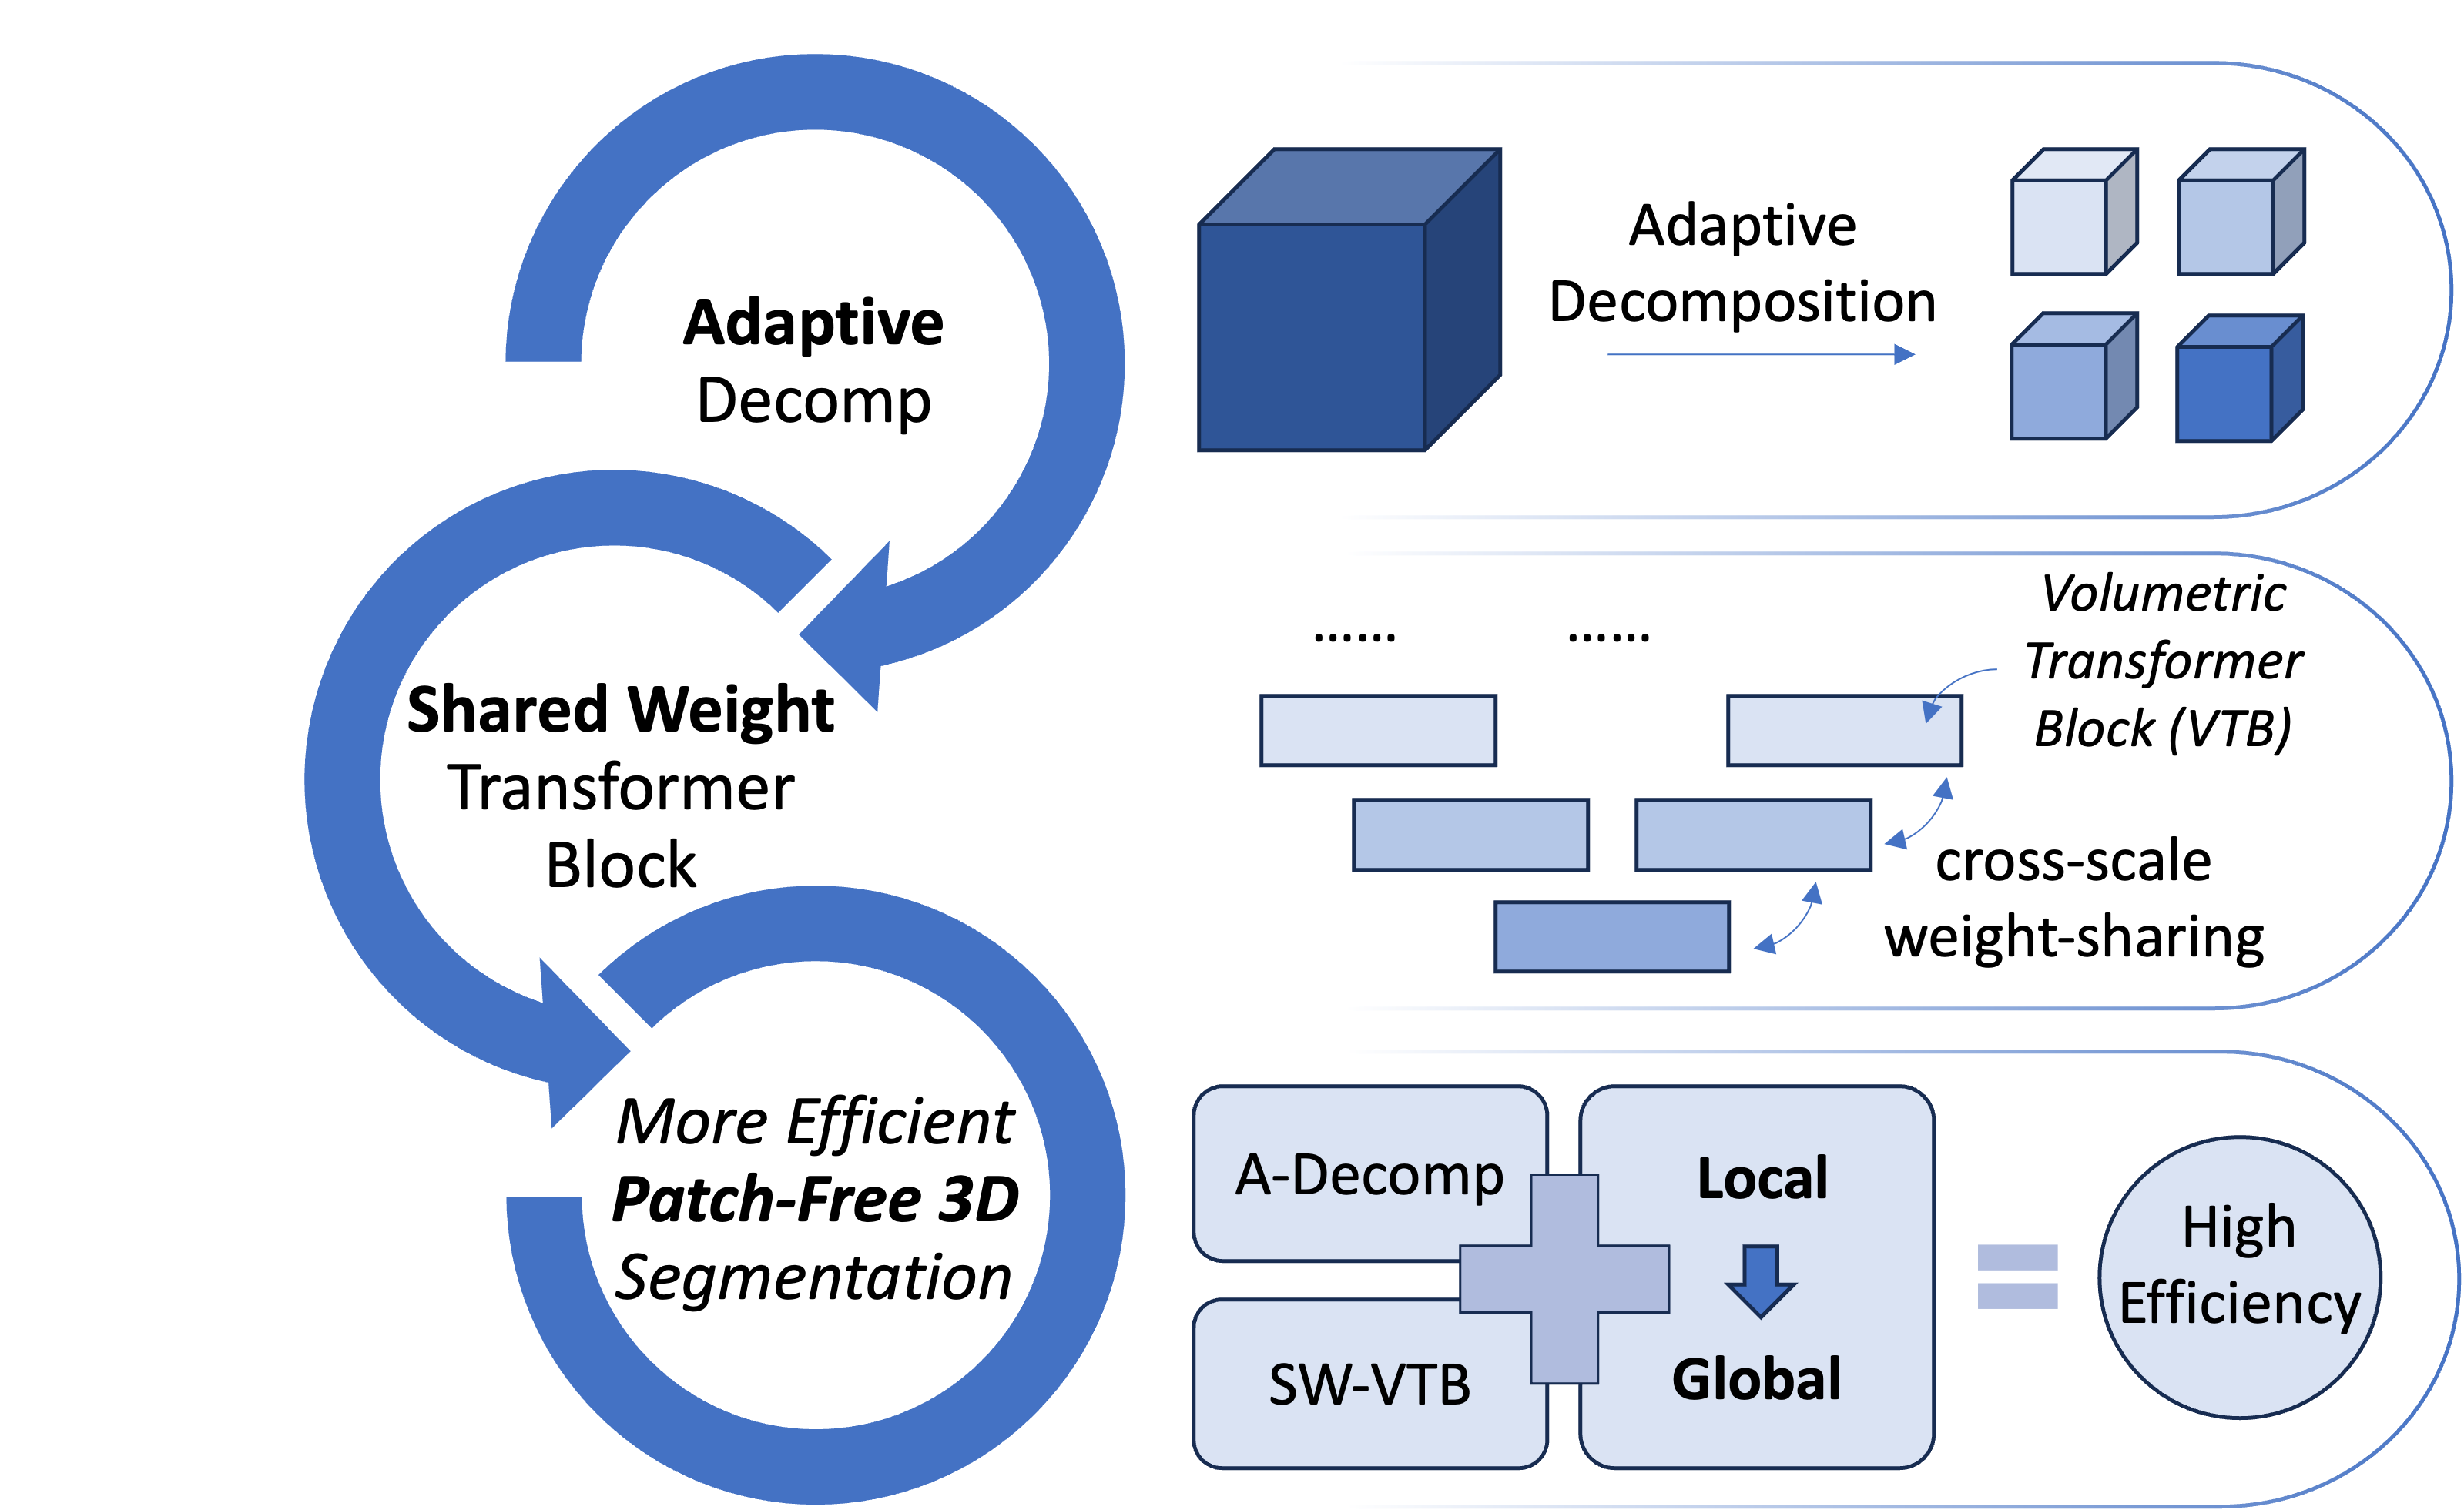 Adaptive
Decomp
Adaptive
Decomposition
Shared Weight
Transformer
Block
......
......
Volumetric
Transformer
Block (VTB)
cross-scale
weight-sharing
More Efficient
Patch-Free 3D
Segmentation
A-Decomp
SW-VTB
Local
Global
High
Efficiency